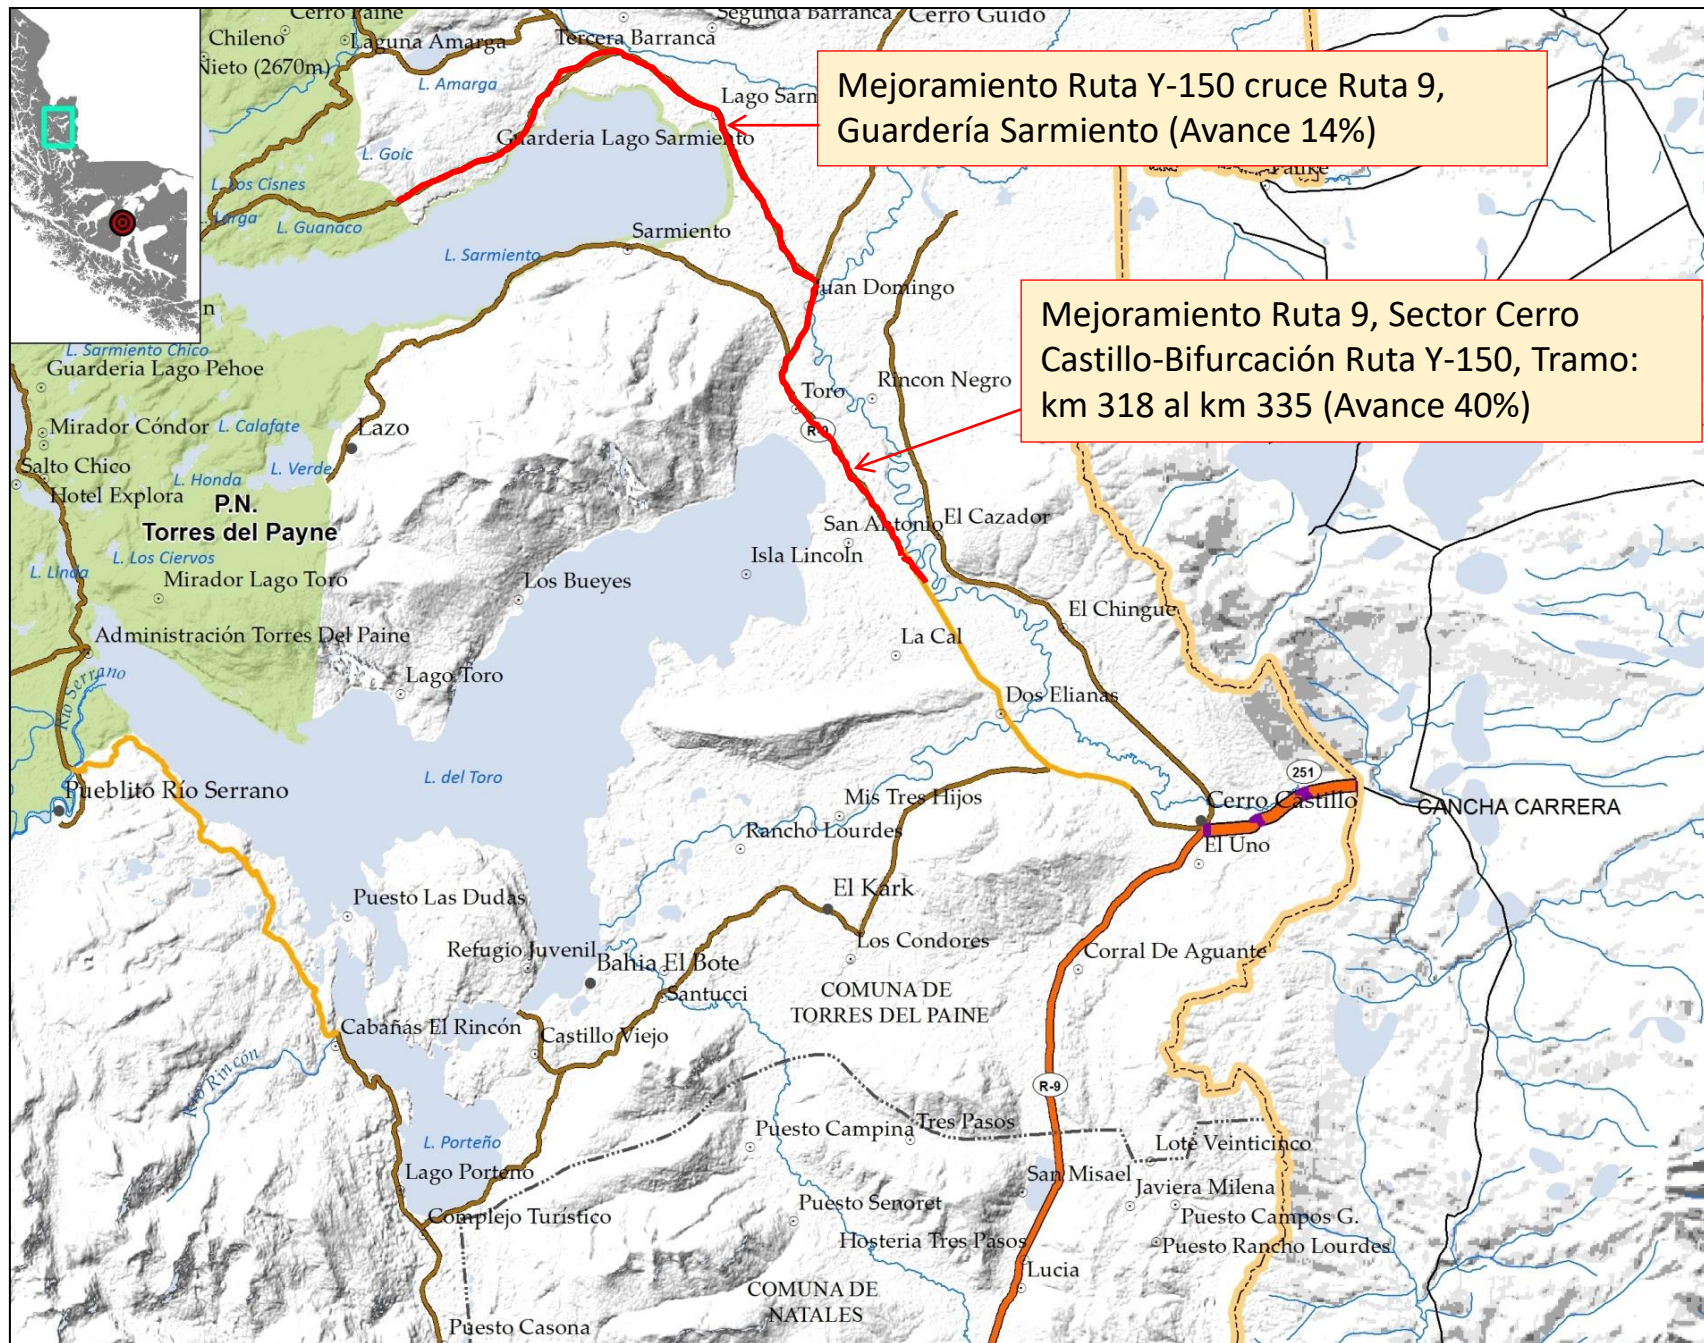 Cerro Paine
Segunda Barranca
Cerro Guido
Chileno
Laguna Amarga
Tercera Barranca
Nieto (2670m)
L. Amarga
Lago Sarm
Mejoramiento Ruta Y-150 cruce Ruta 9,
Guardería Sarmiento (Avance 14%)
Guarderia Lago Sarmiento
L. Goic
L. Los Cisnes
L. Guanaco
Sarmiento
L. Sarmiento
Juan Domingo
n
Mejoramiento Ruta 9, Sector Cerro
Castillo-Bifurcación Ruta Y-150, Tramo:
km 318 al km 335 (Avance 40%)
L. Sarmiento Chico
Guarderia Lago Pehoe
Rincon Negro
Toro
R-9
Mirador Cóndor
L. Calafate
Lazo
Salto Chico
L. Honda
L. Verde
Hotel Explora
P.N.
Torres del Payne
San Antonio
El Cazador
Isla Lincoln
L. Los Ciervos
L. Linda
Mirador Lago Toro
Los Bueyes
El Chingue
Administración Torres Del Paine
La Cal
Río Serrano
Lago Toro
Dos Elianas
L. del Toro
251
Pueblito Río Serrano
Mis Tres Hijos
Cerro Castillo
CANCHA CARRERA
Rancho Lourdes
El Uno
El Kark
Puesto Las Dudas
Los Condores
Refugio Juvenil
Bahia El Bote
Corral De Aguante
Santucci
COMUNA DE
TORRES DEL PAINE
Cabañas El Rincón
Castillo Viejo
Río Rincón
R-9
Puesto Campina
Tres Pasos
L. Porteño
Lote Veinticinco
Lago Porteno
San Misael
Javiera Milena
Puesto Senoret
Complejo Turistico
Puesto Campos G.
Hosteria Tres Pasos
Puesto Rancho Lourdes
Lucia
COMUNA DE
NATALES
Puesto Casona